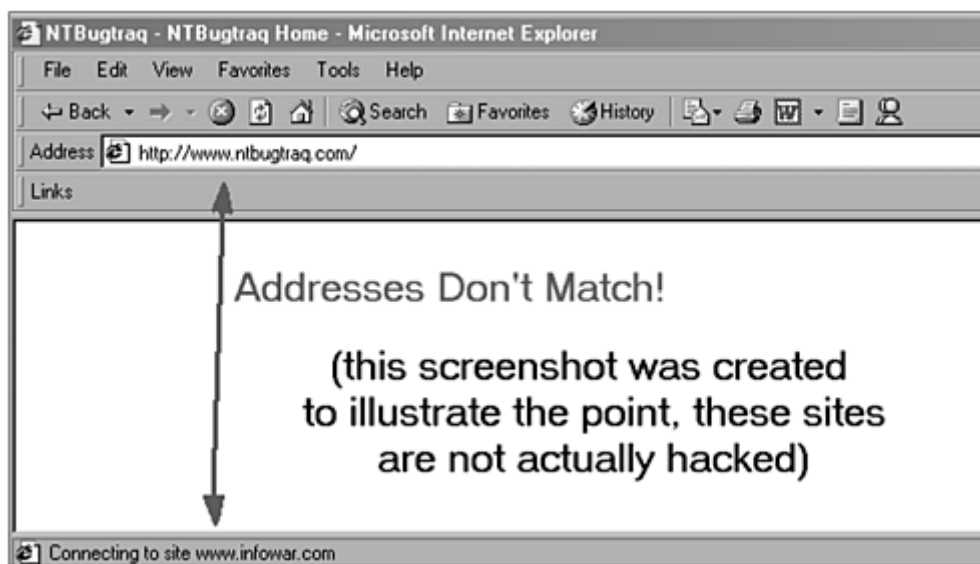 NTBugtraq - NTBugtraq Home - Microsoft Internet Explorer
File Edit View Favorites Tools Help
Back Search Favorites History
Address http://www.ntbugtraq.com/
Links
Addresses Don't Match!
(this screenshot was created
to illustrate the point, these sites
are not actually hacked)
Connecting to site www.infowar.com